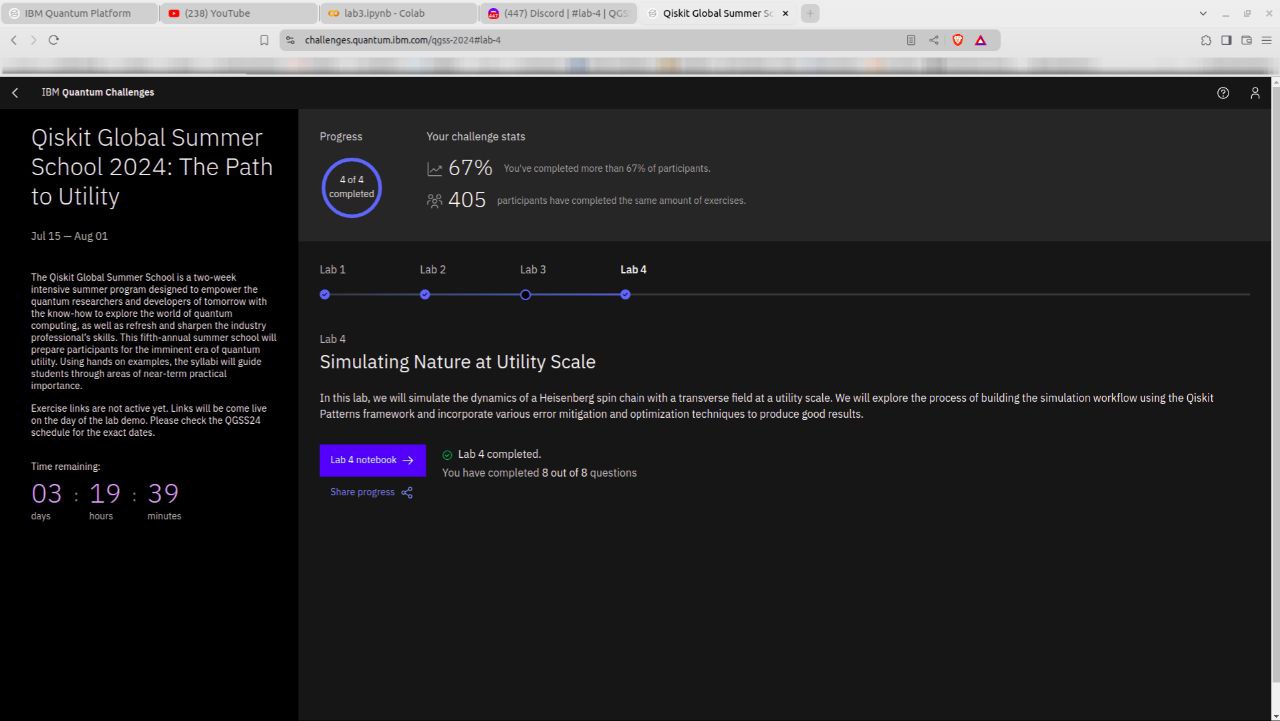 IBM Quantum Platform
(238) YouTube
lab3.ipynb - Colab
(447) Discord | #lab-4 | QGS
Qiskit Global Summer Sc
challenges.quantum.ibm.com/qgss-2024#lab-4
IBM Quantum Challenges
Qiskit Global Summer
School 2024: The Path
to Utility
Jul 15 — Aug 01
The Qiskit Global Summer School is a two-week
intensive summer program designed to empower the
quantum researchers and developers of tomorrow with
the know-how to explore the world of quantum
computing, as well as refresh and sharpen the industry
professional's skills. This fifth-annual summer school will
prepare participants for the imminent era of quantum
utility. Using hands on examples, the syllabi will guide
students through areas of near-term practical
importance.
Exercise links are not active yet. Links will be come live
on the day of the lab demo. Please check the QGSS24
schedule for the exact dates.
Time remaining:
03 : 19 : 39
days hours minutes
Progress
4 of 4
completed
Your challenge stats
67% You've completed more than 67% of participants.
405 participants have completed the same amount of exercises.
Lab 1 Lab 2 Lab 3 Lab 4
Lab 4
Simulating Nature at Utility Scale
In this lab, we will simulate the dynamics of a Heisenberg spin chain with a transverse field at a utility scale. We will explore the process of building the simulation workflow using the Qiskit
Patterns framework and incorporate various error mitigation and optimization techniques to produce good results.
Lab 4 notebook
Lab 4 completed.
You have completed 8 out of 8 questions
Share progress